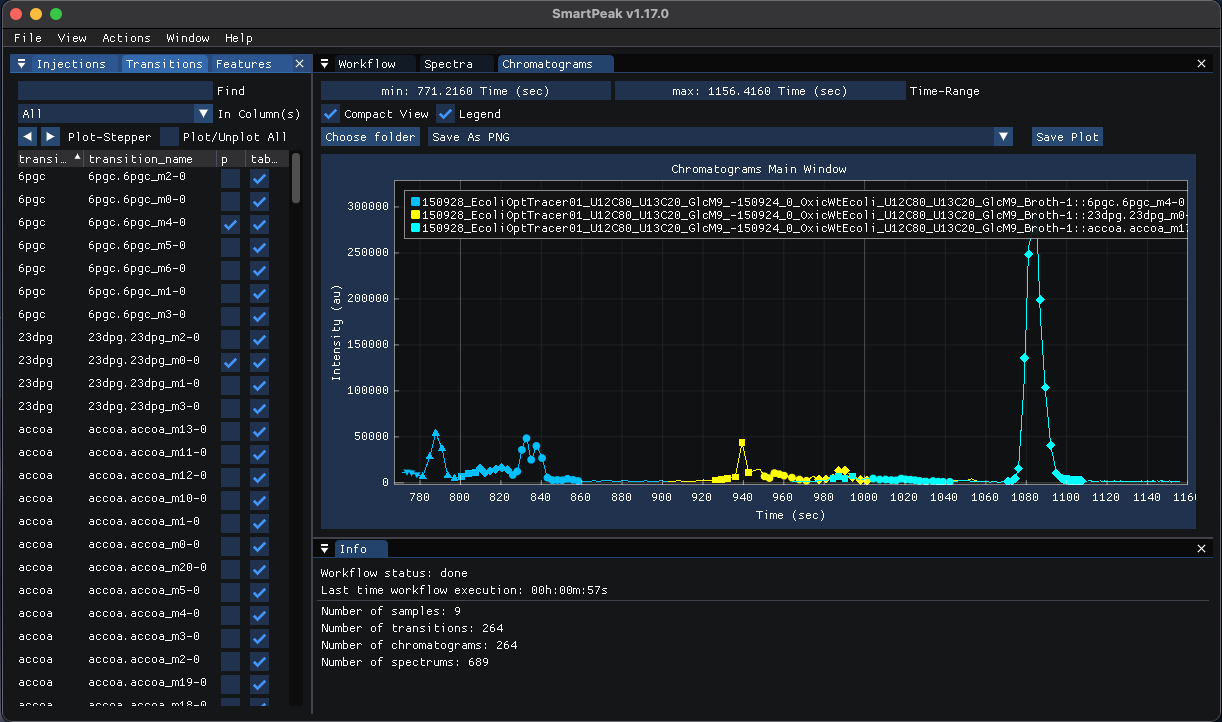 SmartPeak v1.17.0
File View Actions Window Help
Injections Transitions Features
Find
All In Column(s)
Plot-Stepper Plot/Unplot All
transi... transition_name p tab...
6pgc 6pgc.6pgc_m2-0
6pgc 6pgc.6pgc_m0-0
6pgc 6pgc.6pgc_m4-0
6pgc 6pgc.6pgc_m5-0
6pgc 6pgc.6pgc_m6-0
6pgc 6pgc.6pgc_m1-0
6pgc 6pgc.6pgc_m3-0
23dpg 23dpg.23dpg_m2-0
23dpg 23dpg.23dpg_m0-0
23dpg 23dpg.23dpg_m1-0
23dpg 23dpg.23dpg_m3-0
accoa accoa.accoa_m13-0
accoa accoa.accoa_m11-0
accoa accoa.accoa_m12-0
accoa accoa.accoa_m10-0
accoa accoa.accoa_m1-0
accoa accoa.accoa_m0-0
accoa accoa.accoa_m20-0
accoa accoa.accoa_m5-0
accoa accoa.accoa_m4-0
accoa accoa.accoa_m3-0
accoa accoa.accoa_m2-0
accoa accoa.accoa_m19-0
accoa accoa.accoa_m18-0
Workflow Spectra Chromatograms
min: 771.2160 Time (sec) max: 1156.4160 Time (sec) Time-Range
Compact View Legend
Choose folder Save As PNG Save Plot
Chromatograms Main Window
150928_EcoliOptTracer01_U12C80_U13C20_GlcM9_-150924_0_OxicWtEcoli_U12C80_U13C20_GlcM9_Broth-1::6pgc.6pgc_m4-0
150928_EcoliOptTracer01_U12C80_U13C20_GlcM9_-150924_0_OxicWtEcoli_U12C80_U13C20_GlcM9_Broth-1::23dpg.23dpg_m0-
150928_EcoliOptTracer01_U12C80_U13C20_GlcM9_-150924_0_OxicWtEcoli_U12C80_U13C20_GlcM9_Broth-1::accoa.accoa_m1
300000
250000
200000
150000
100000
50000
0
Intensity (au)
780 800 820 840 860 880 900 920 940 960 980 1000 1020 1040 1060 1080 1100 1120 1140 116
Time (sec)
Info
Workflow status: done
Last time workflow execution: 00h:00m:57s
Number of samples: 9
Number of transitions: 264
Number of chromatograms: 264
Number of spectrums: 689